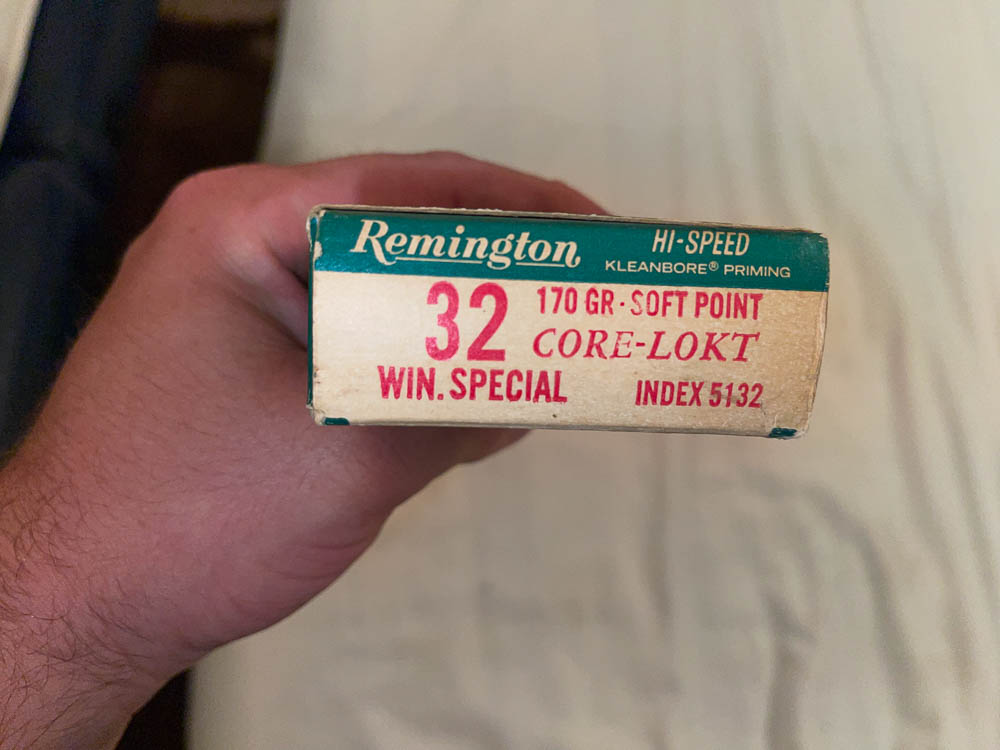 Remington
HI-SPEED
KLEANBORE® PRIMING
32
WIN. SPECIAL
170 GR · SOFT POINT
CORE-LOKT
INDEX 5132